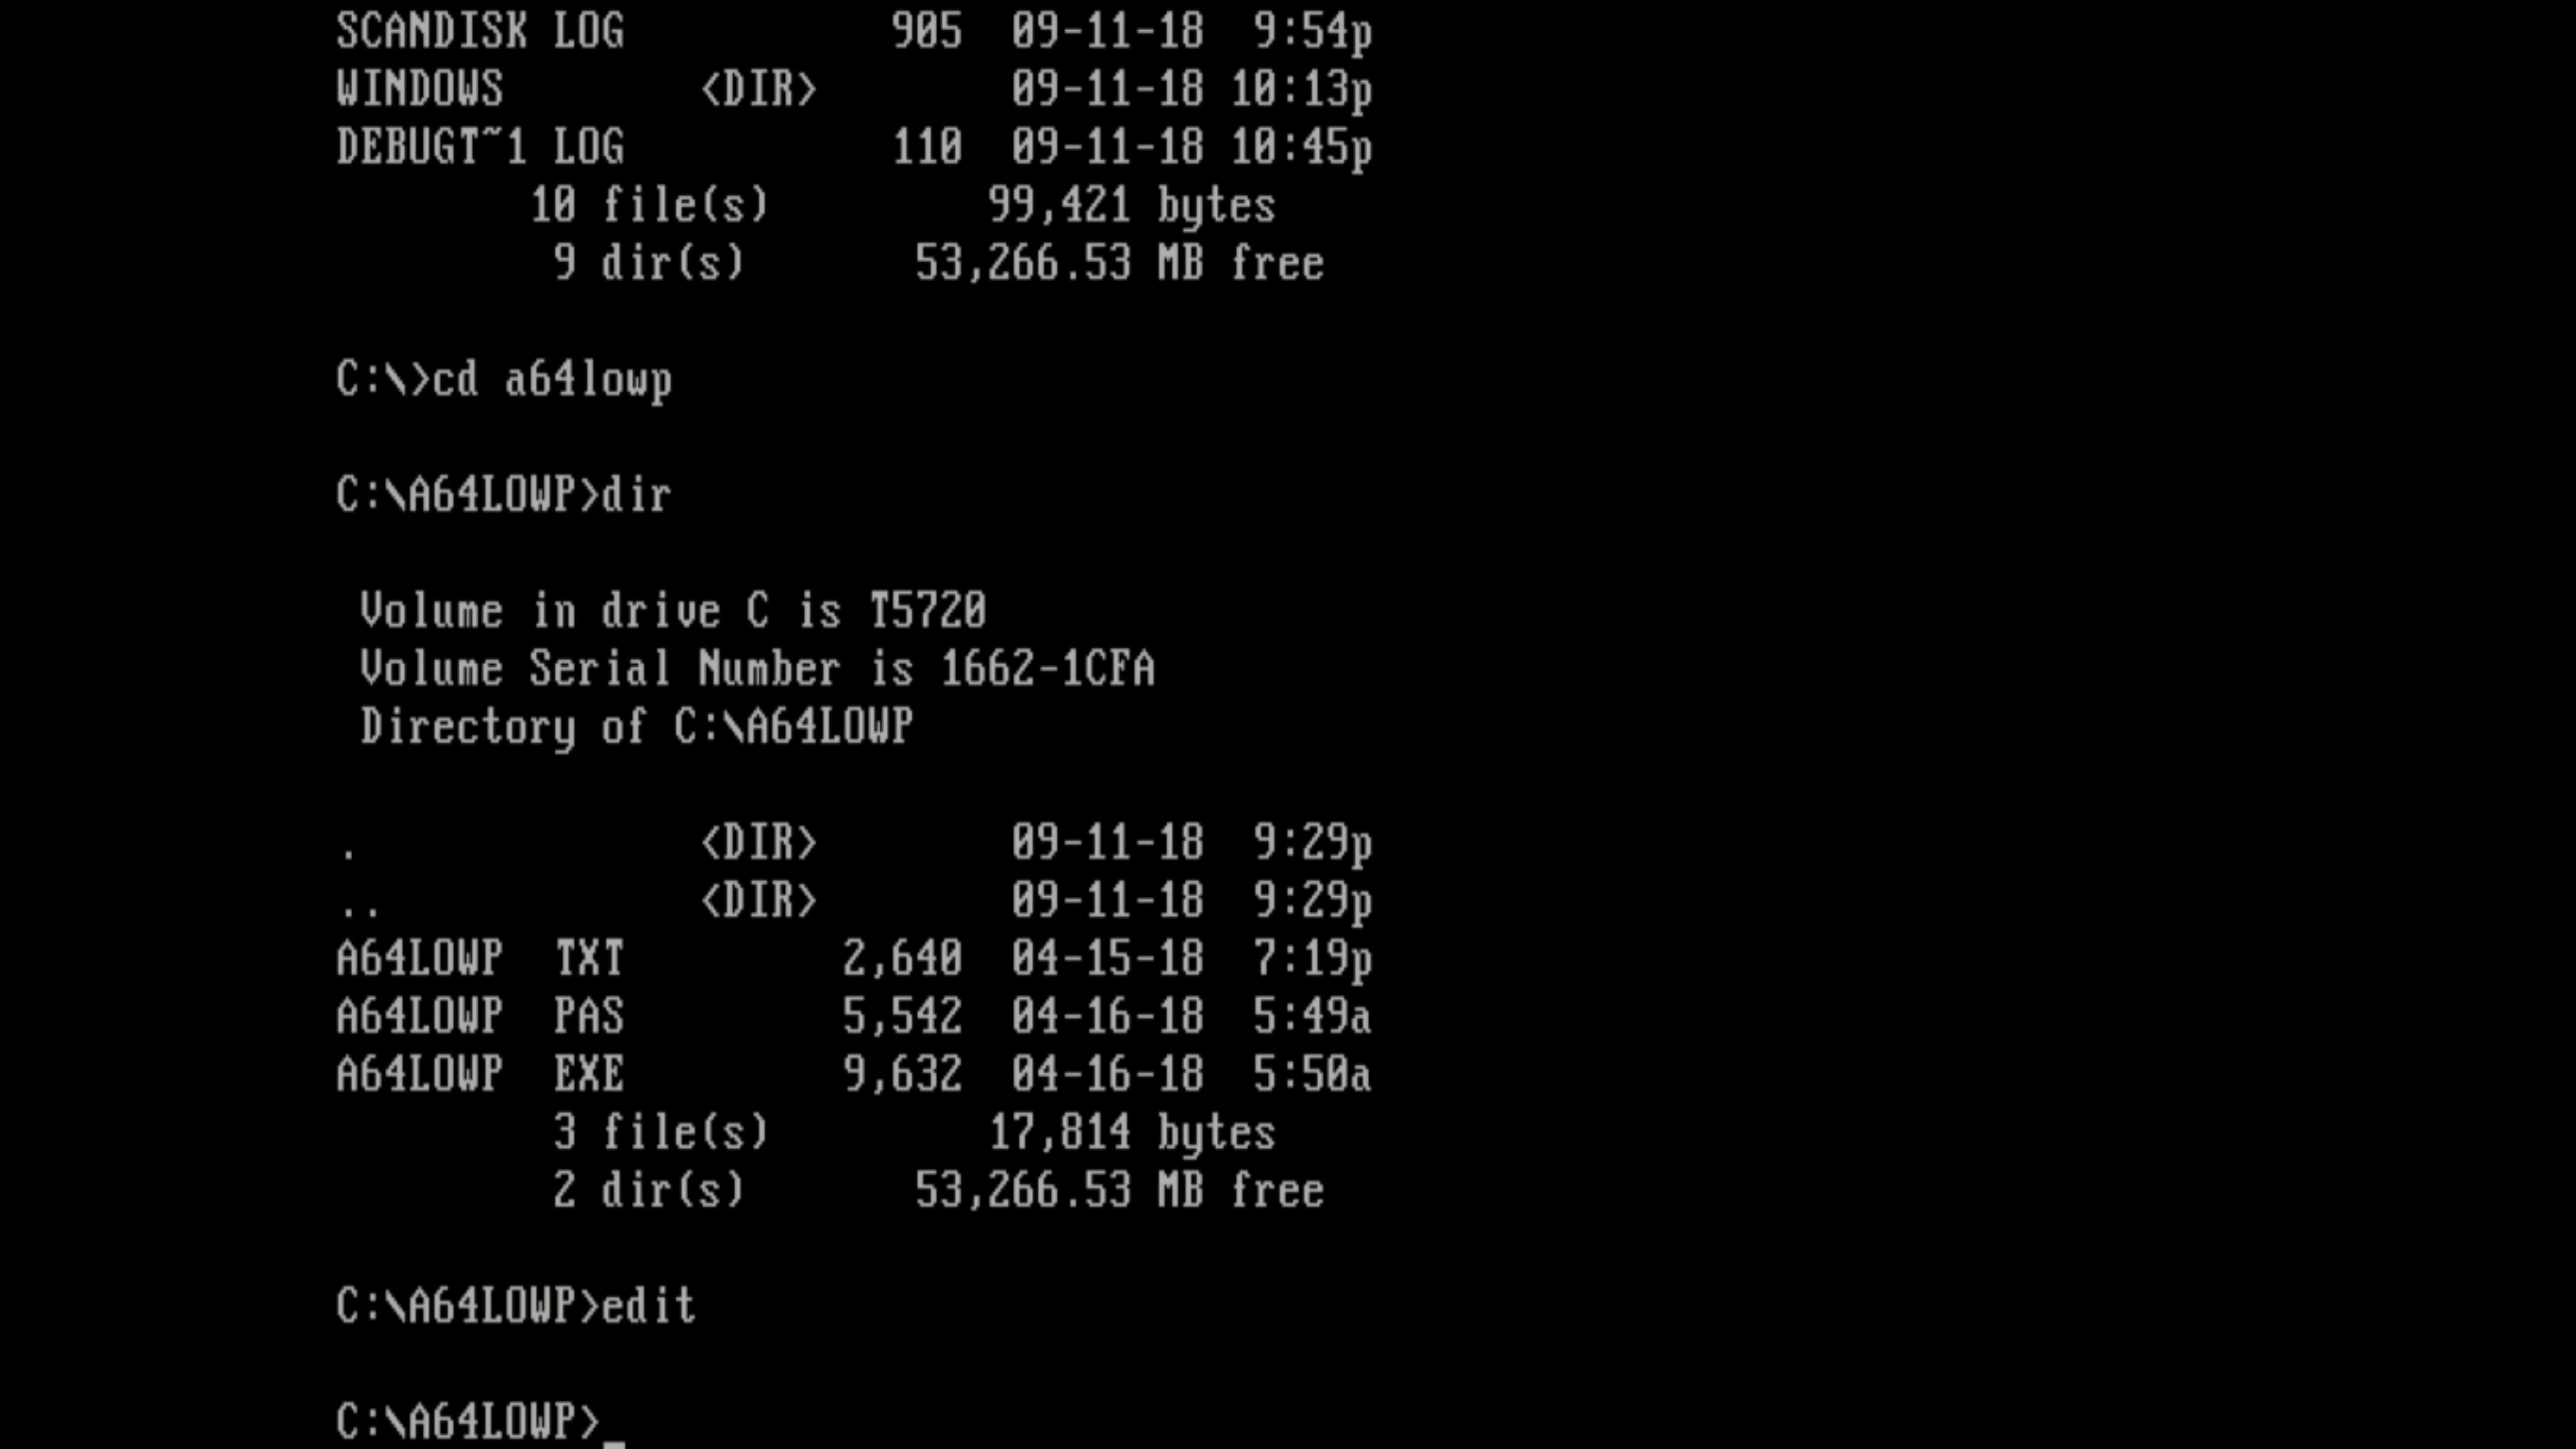 SCANDISK LOG           905  09-11-18  9:54p
WINDOWS        <DIR>        09-11-18 10:13p
DEBUGT~1 LOG           110  09-11-18 10:45p
        10 file(s)         99,421 bytes
         9 dir(s)       53,266.53 MB free

C:\>cd a64lowp

C:\A64LOWP>dir

 Volume in drive C is T5720
 Volume Serial Number is 1662-1CFA
 Directory of C:\A64LOWP

.              <DIR>        09-11-18  9:29p
..             <DIR>        09-11-18  9:29p
A64LOWP  TXT         2,640  04-15-18  7:19p
A64LOWP  PAS         5,542  04-16-18  5:49a
A64LOWP  EXE         9,632  04-16-18  5:50a
         3 file(s)         17,814 bytes
         2 dir(s)       53,266.53 MB free

C:\A64LOWP>edit

C:\A64LOWP>_